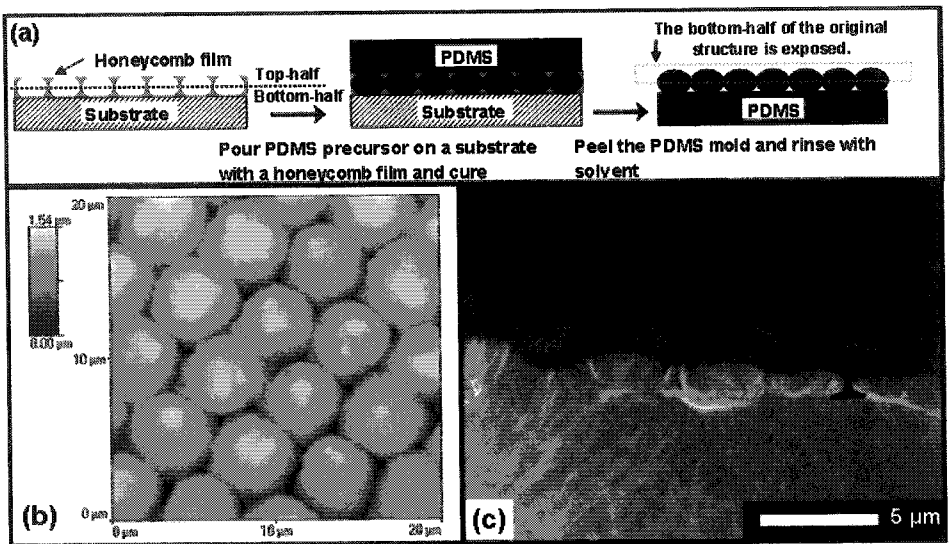 (a)
Honeycomb film
Top-half
Bottom-half
Substrate
PDMS
Substrate
The bottom-half of the original
structure is exposed.
PDMS
Pour PDMS precursor on a substrate
with a honeycomb film and cure
Peel the PDMS mold and rinse with
solvent
1.54 µm
0.00 µm
20 µm
10 µm
0 µm
0 µm
10 µm
20 µm
(b)
(c)
5 µm